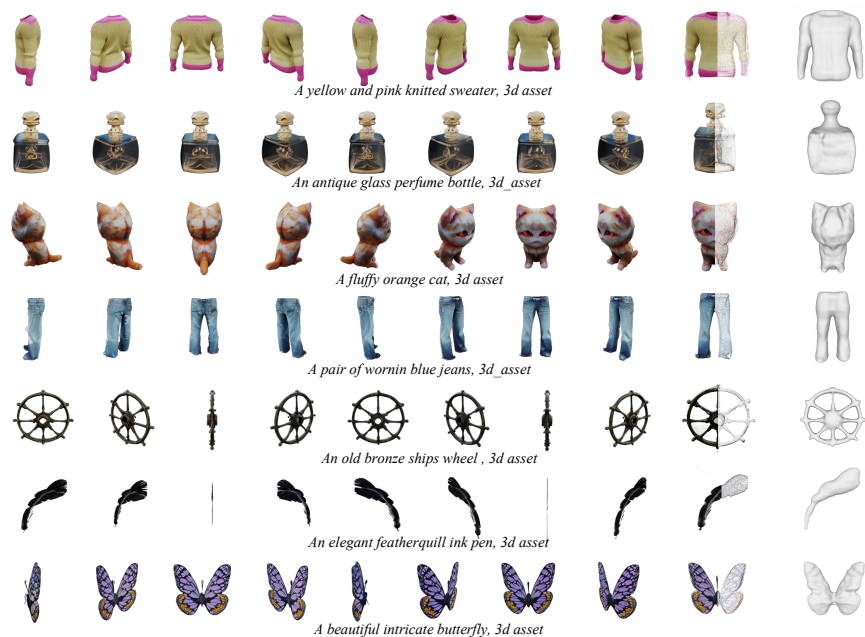 A yellow and pink knitted sweater, 3d asset
An antique glass perfume bottle, 3d_asset
A fluffy orange cat, 3d asset
A pair of wornin blue jeans, 3d_asset
An old bronze ships wheel , 3d asset
An elegant featherquill ink pen, 3d asset
A beautiful intricate butterfly, 3d asset